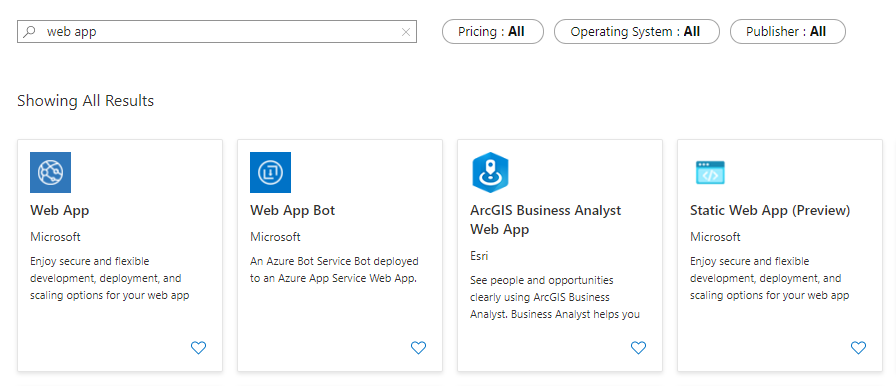 web app
Pricing : All
Operating System : All
Publisher : All
Showing All Results
Web App
Microsoft
Enjoy secure and flexible
development, deployment, and
scaling options for your web app
Web App Bot
Microsoft
An Azure Bot Service Bot deployed
to an Azure App Service Web App.
ArcGIS Business Analyst
Web App
Esri
See people and opportunities
clearly using ArcGIS Business
Analyst. Business Analyst helps you
Static Web App (Preview)
Microsoft
Enjoy secure and flexible
development, deployment, and
scaling options for your web app